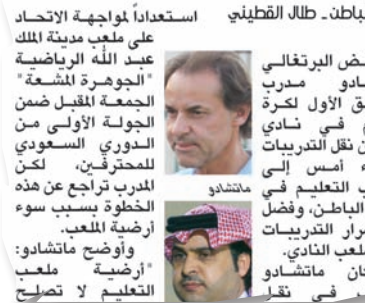 الباطن- طلال القطيني
ض البرتغالي
ادو مدرب
ق الأول لكرة
في نادي
ن نقل التدريبات
ء أمس إلى
ب التعليم في
الباطن، وفضل
رار التدريبات
ملعب النادي.
ان ماتشادو
في نقل
ماتشادو
استعداداً لمواجهة الاتحاد
على ملعب مدينة الملك
عبد الله الرياضية
"الجوهرة المشعة"
الجمعة المقبل ضمن
الجولة الأولى من
الدوري السعودي
للمحترفين، لكن
المدرب تراجع عن هذه
الخطوة بسبب سوء
أرضية الملعب.
وأوضح ماتشادو:
"أرضية ملعب
التعليم لا تصلح